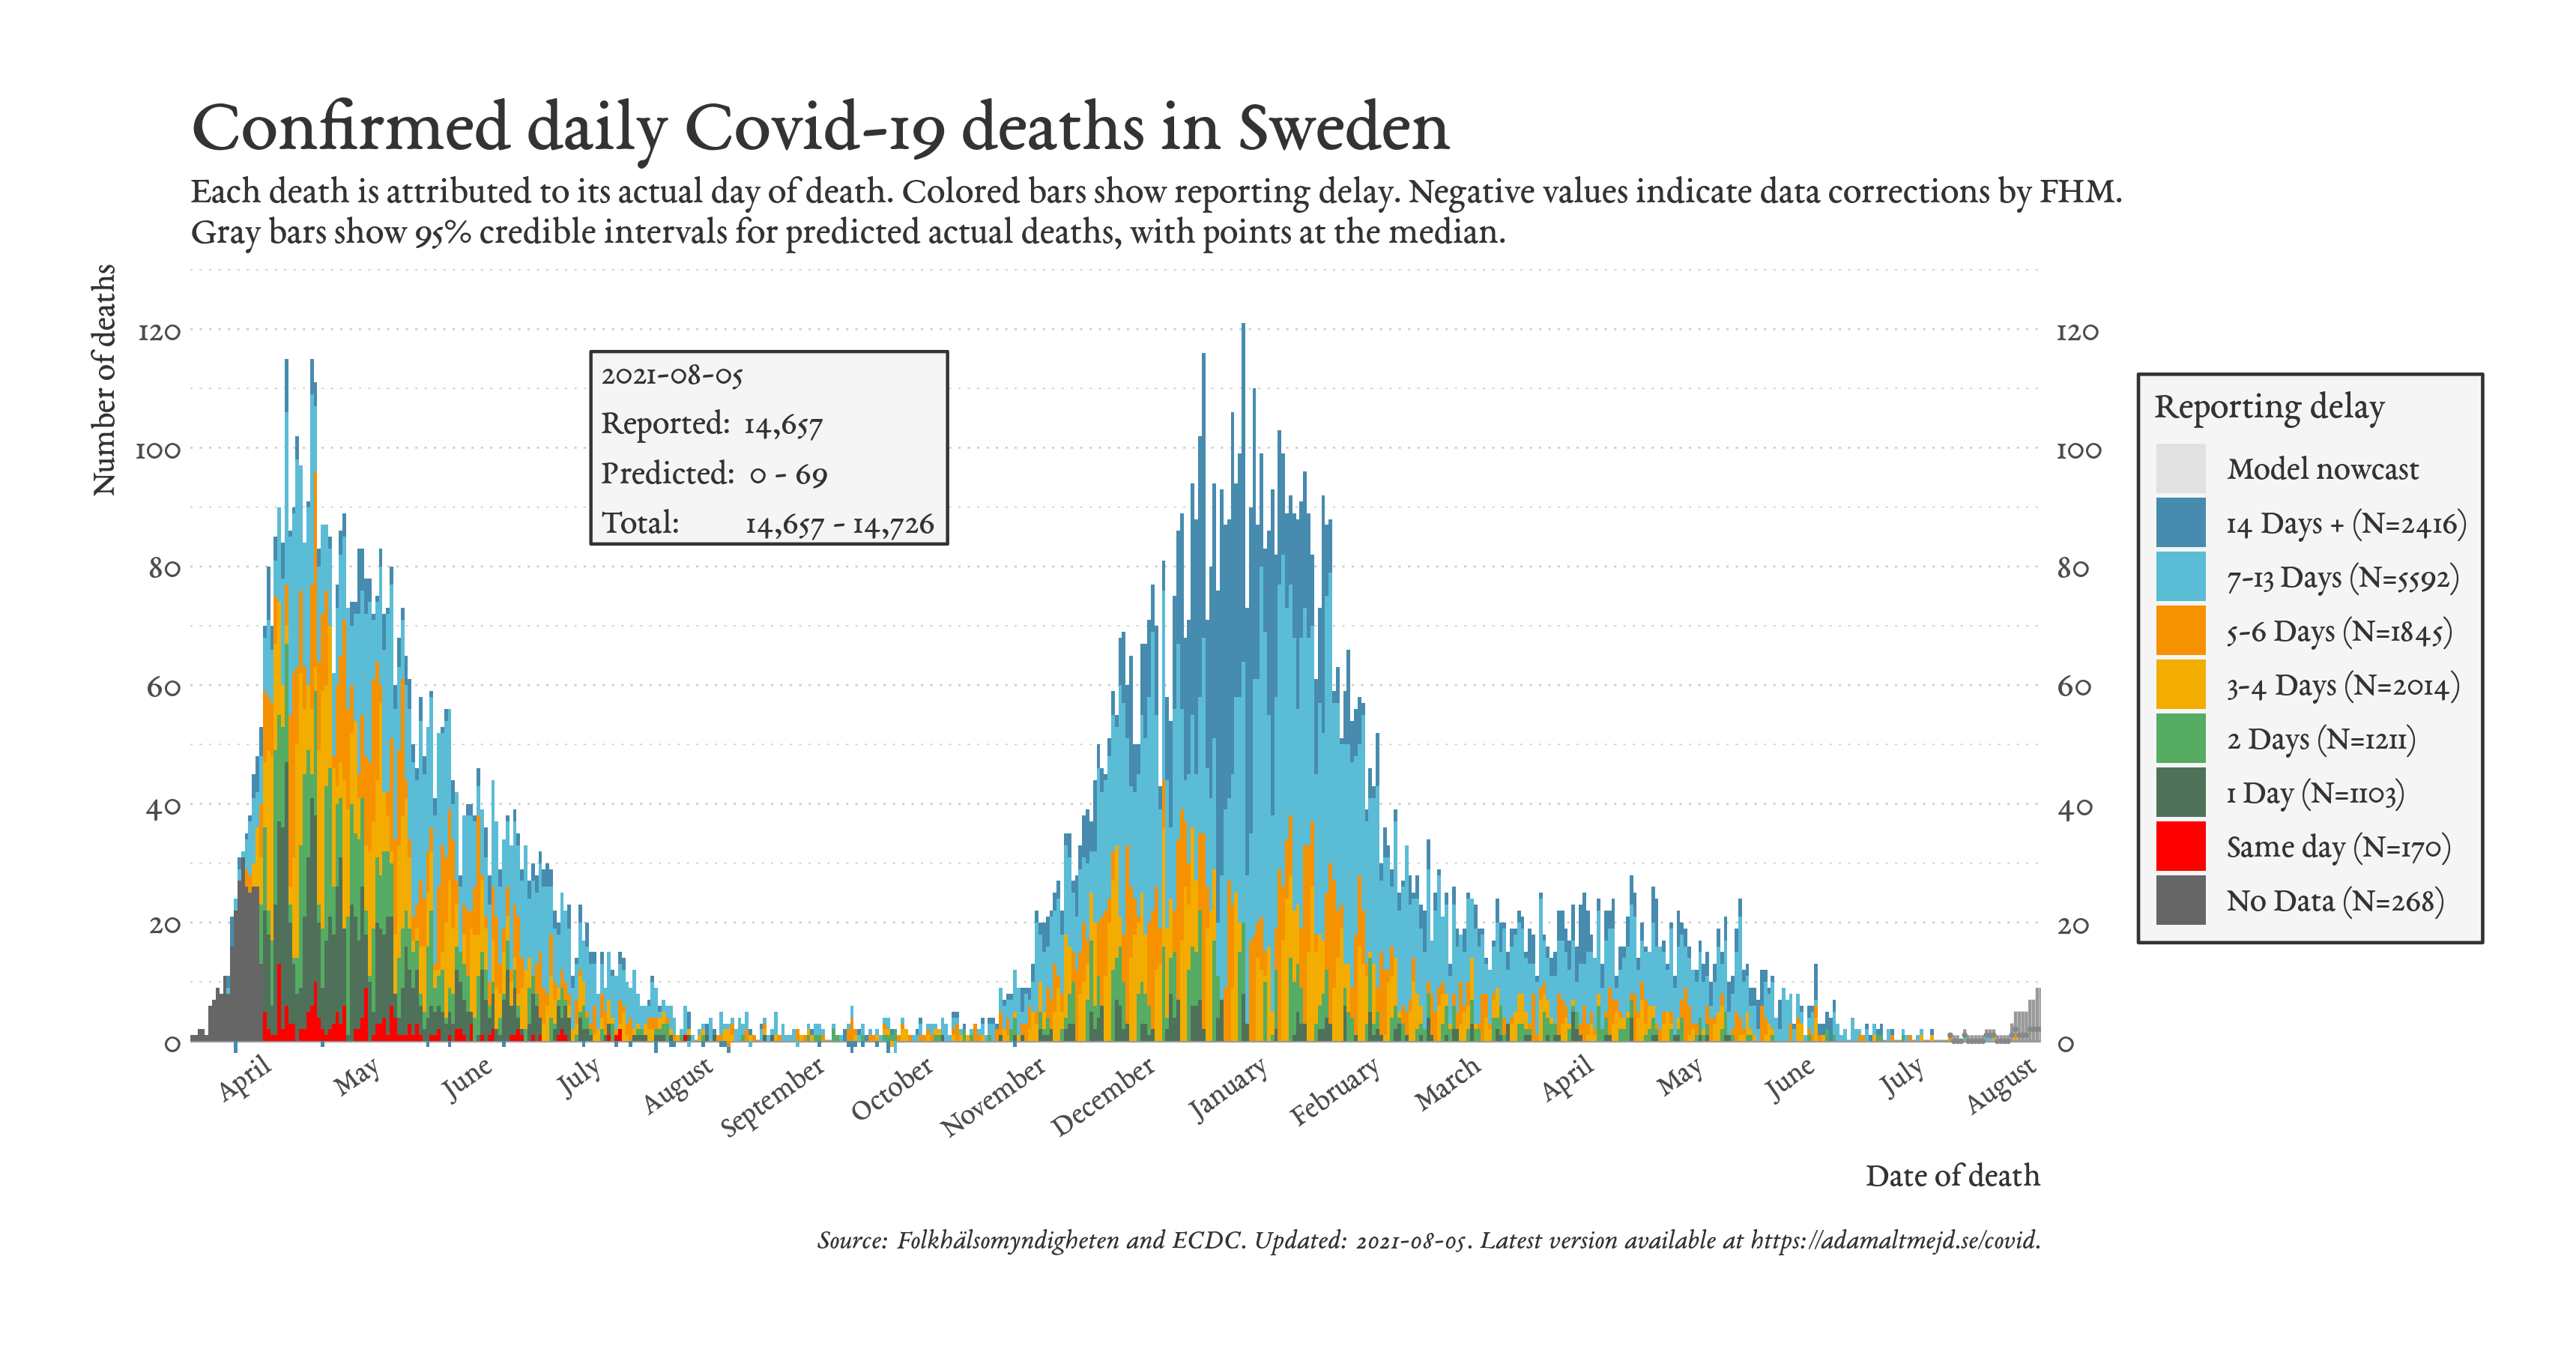 Confirmed daily Covid-19 deaths in Sweden
Each death is attributed to its actual day of death. Colored bars show reporting delay. Negative values indicate data corrections by FHM.
Gray bars show 95% credible intervals for predicted actual deaths, with points at the median.
Number of deaths
120
100
80
60
40
20
0
2021-08-05
Reported: 14,657
Predicted: 0 - 69
Total: 14,657 - 14,726
120
100
80
60
40
20
0
Reporting delay
Model nowcast
14 Days + (N=2416)
7-13 Days (N=5592)
5-6 Days (N=1845)
3-4 Days (N=2014)
2 Days (N=1211)
1 Day (N=1103)
Same day (N=170)
No Data (N=268)
April
May
June
July
August
September
October
November
December
January
February
March
April
May
June
July
August
Date of death
Source: Folkhälsomyndigheten and ECDC. Updated: 2021-08-05. Latest version available at https://adamaltmejd.se/covid.